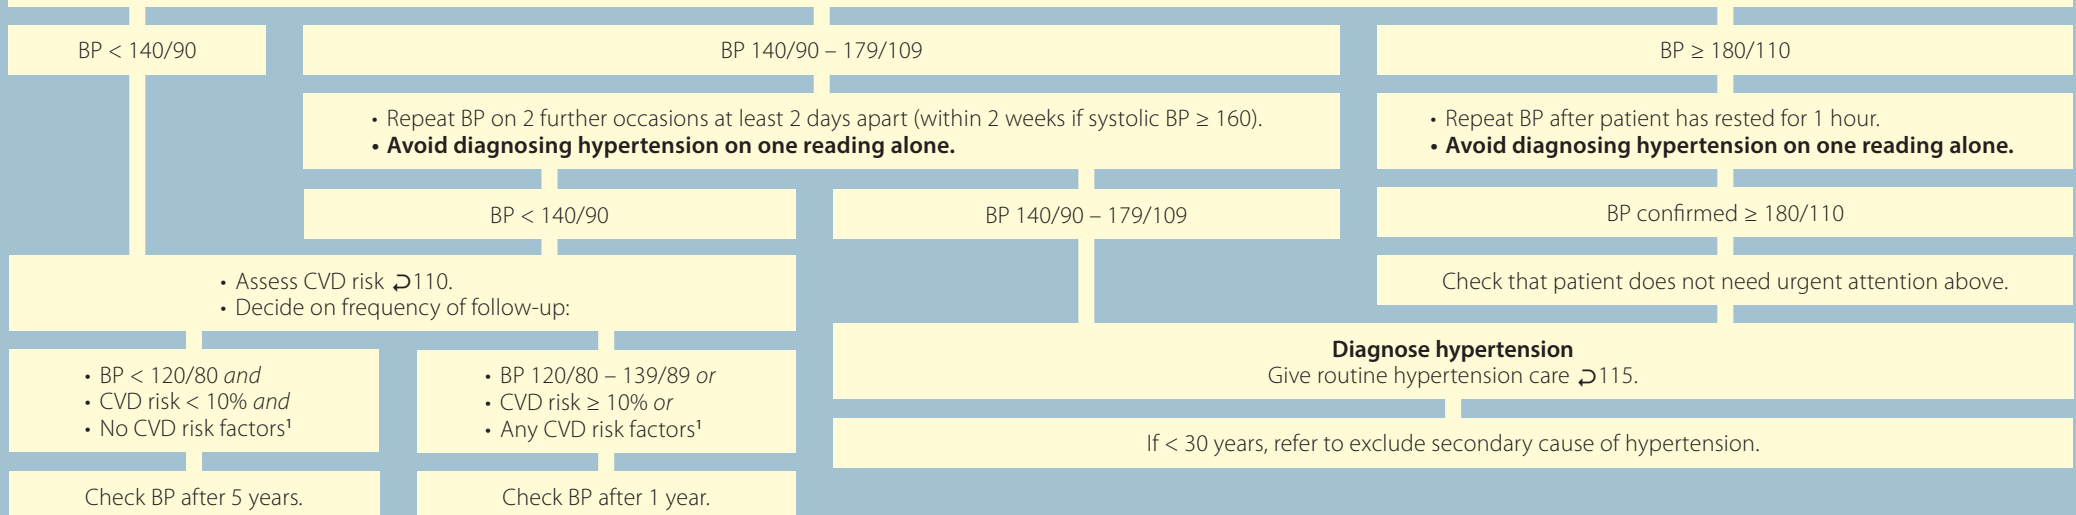 BP < 140/90
BP 140/90 – 179/109
BP ≥ 180/110
• Repeat BP on 2 further occasions at least 2 days apart (within 2 weeks if systolic BP ≥ 160).
• Avoid diagnosing hypertension on one reading alone.
• Repeat BP after patient has rested for 1 hour.
• Avoid diagnosing hypertension on one reading alone.
BP < 140/90
BP 140/90 – 179/109
BP confirmed ≥ 180/110
• Assess CVD risk ⮌110.
• Decide on frequency of follow-up:
Check that patient does not need urgent attention above.
• BP < 120/80 and
• CVD risk < 10% and
• No CVD risk factors¹
• BP 120/80 – 139/89 or
• CVD risk ≥ 10% or
• Any CVD risk factors¹
Diagnose hypertension
Give routine hypertension care ⮌115.
If < 30 years, refer to exclude secondary cause of hypertension.
Check BP after 5 years.
Check BP after 1 year.